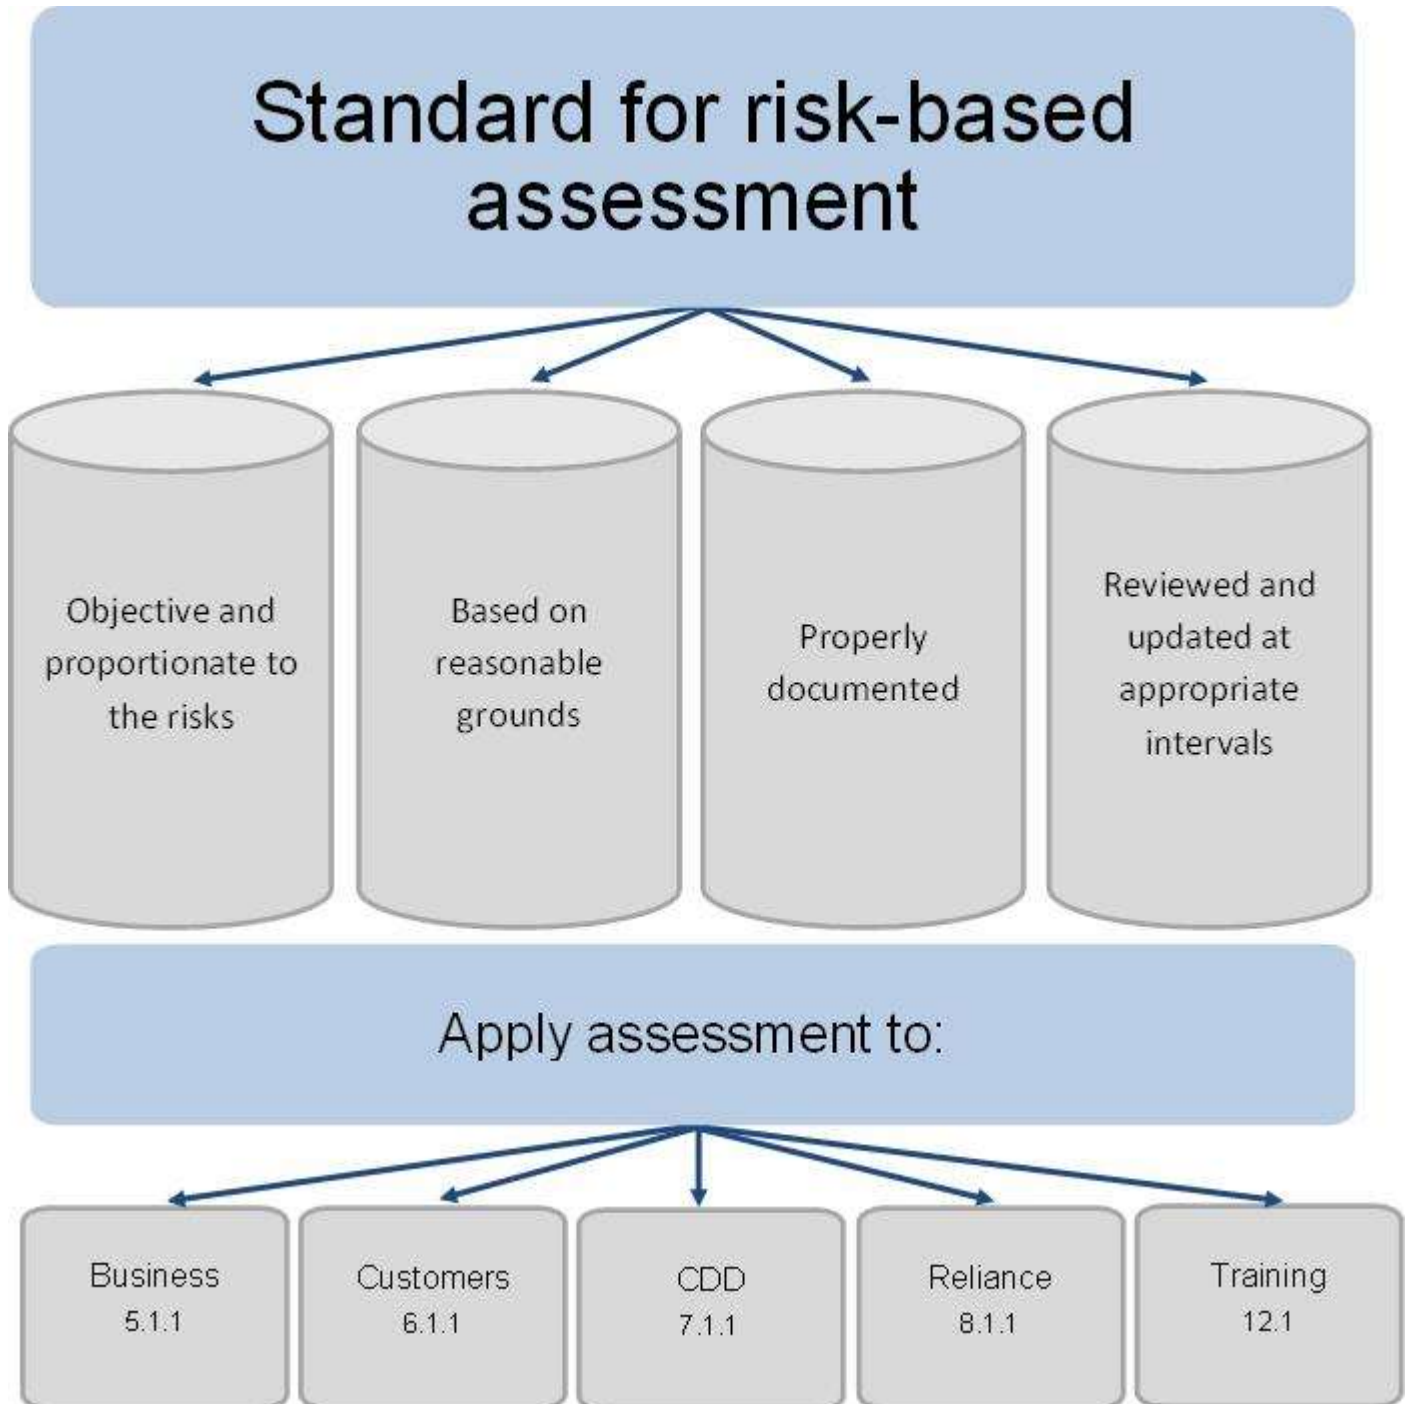 Standard for risk-based
assessment
Objective and
proportionate to
the risks
Based on
reasonable
grounds
Properly
documented
Reviewed and
updated at
appropriate
intervals
Apply assessment to:
Business
5.1.1
Customers
6.1.1
CDD
7.1.1
Reliance
8.1.1
Training
12.1